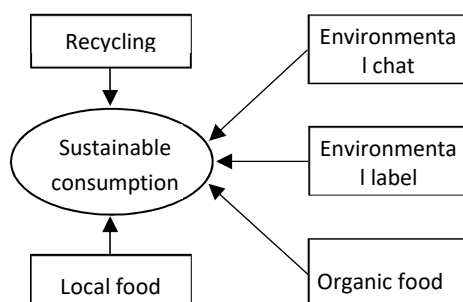 Recycling
Environmenta
l chat
Sustainable
consumption
Environmenta
l label
Local food
Organic food